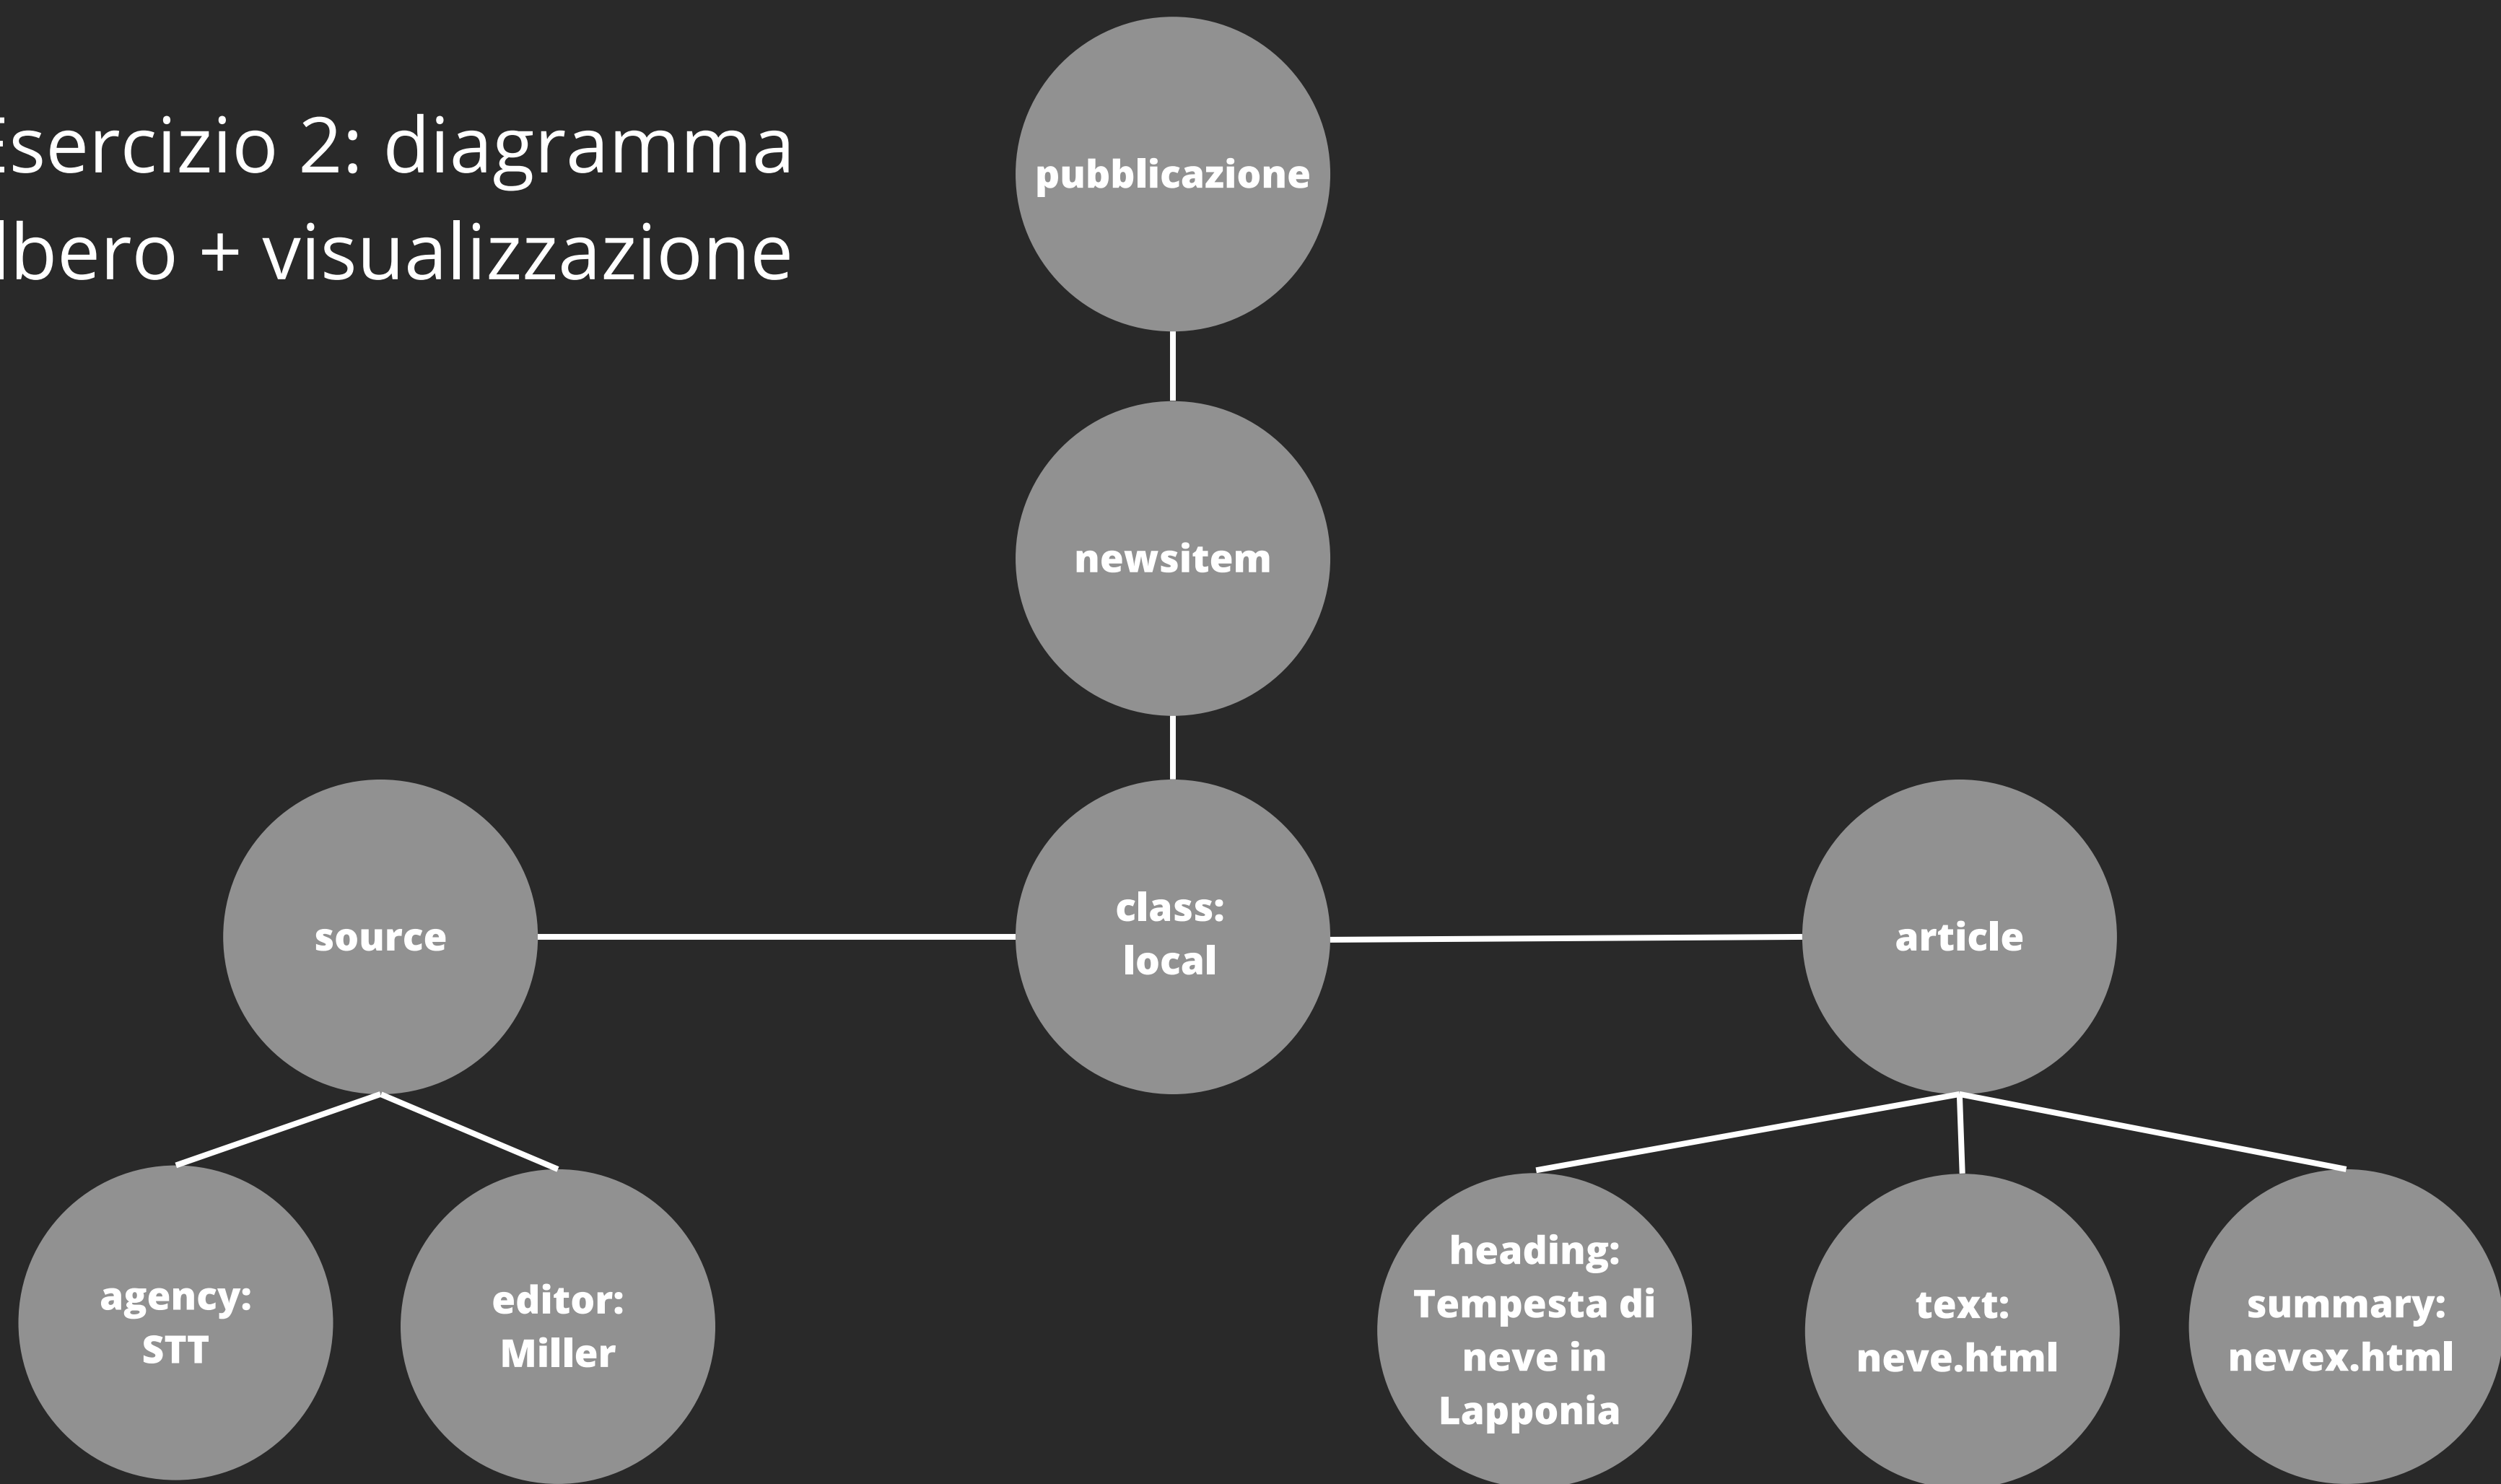 Esercizio 2: diagramma
lbero + visualizzazione
pubblicazione
newsitem
source
class:
local
article
agency:
STT
editor:
Miller
heading:
Tempesta di
neve in
Lapponia
text:
neve.html
summary:
nevex.html